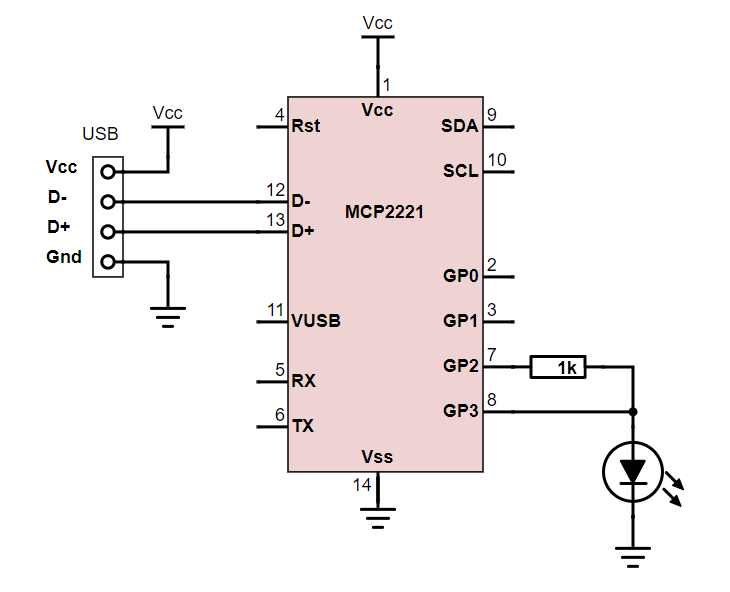 Vcc
1
Vcc
USB
Vcc
D-
D+
Gnd
4
Rst
12
D-
13
D+
11
VUSB
5
RX
6
TX
Vcc
MCP2221
Vss
14
SDA
9
SCL
10
GP0
2
GP1
3
GP2
7
1k
GP3
8